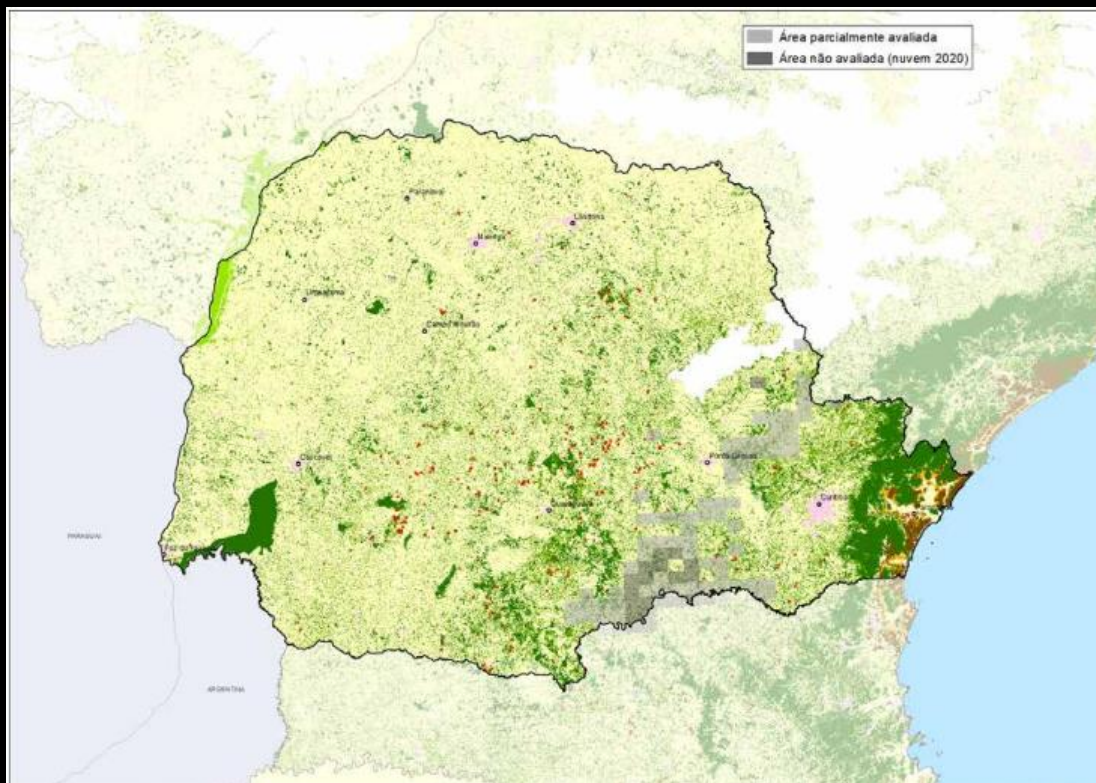 Área parcialmente avaliada
Área não avaliada (nuvem 2020)
Paranavaí
Londrina
Maringá
Umuarama
Campo Mourão
Cascavel
Ponta Grossa
Curitiba
Guarapuava
PARAGUAI
ARGENTINA